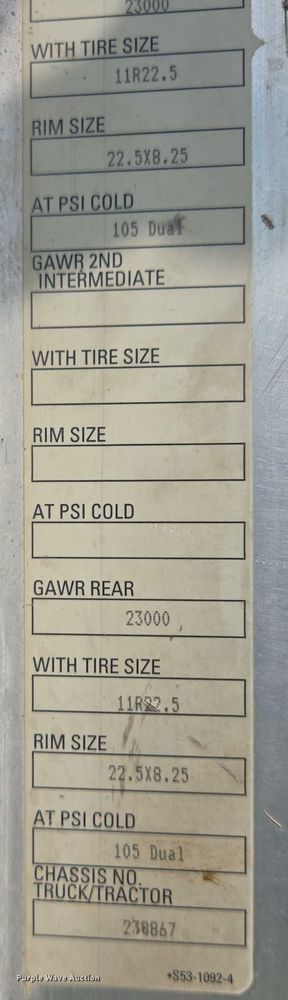 23000
WITH TIRE SIZE
11R22.5
RIM SIZE
22.5X8.25
AT PSI COLD
105 Dual
GAWR 2ND
INTERMEDIATE
WITH TIRE SIZE
RIM SIZE
AT PSI COLD
GAWR REAR
23000
WITH TIRE SIZE
11R22.5
RIM SIZE
22.5X8.25
AT PSI COLD
105 Dual
CHASSIS NO.
TRUCK/TRACTOR
238867
*S53-1092-4
Purple Wave Auction